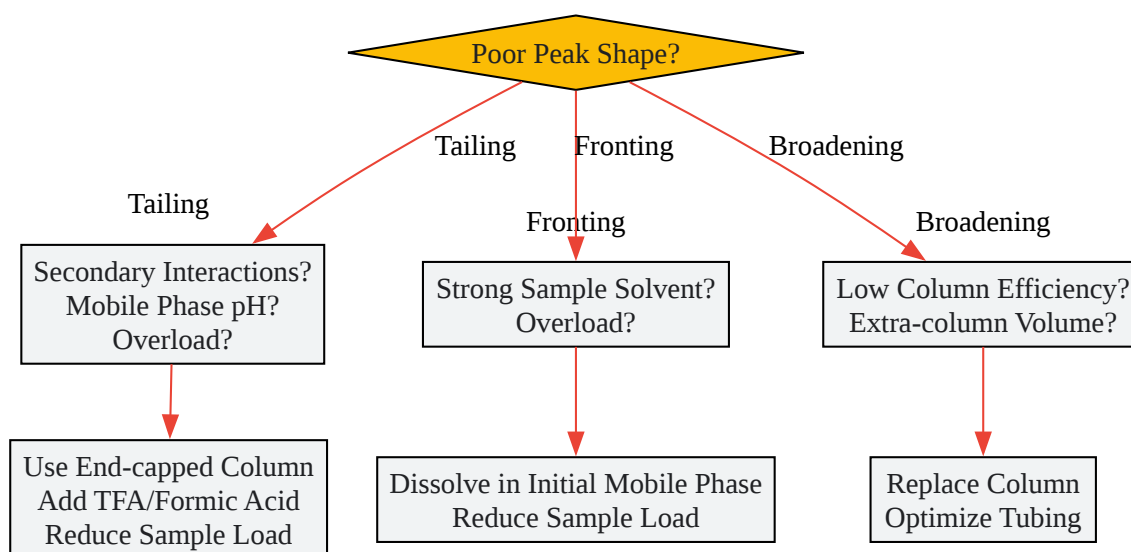 Poor Peak Shape?
Tailing
Fronting
Broadening
Tailing
Fronting
Broadening
Secondary Interactions?
Mobile Phase pH?
Overload?
Strong Sample Solvent?
Overload?
Low Column Efficiency?
Extra-column Volume?
Use End-capped Column
Add TFA/Formic Acid
Reduce Sample Load
Dissolve in Initial Mobile Phase
Reduce Sample Load
Replace Column
Optimize Tubing